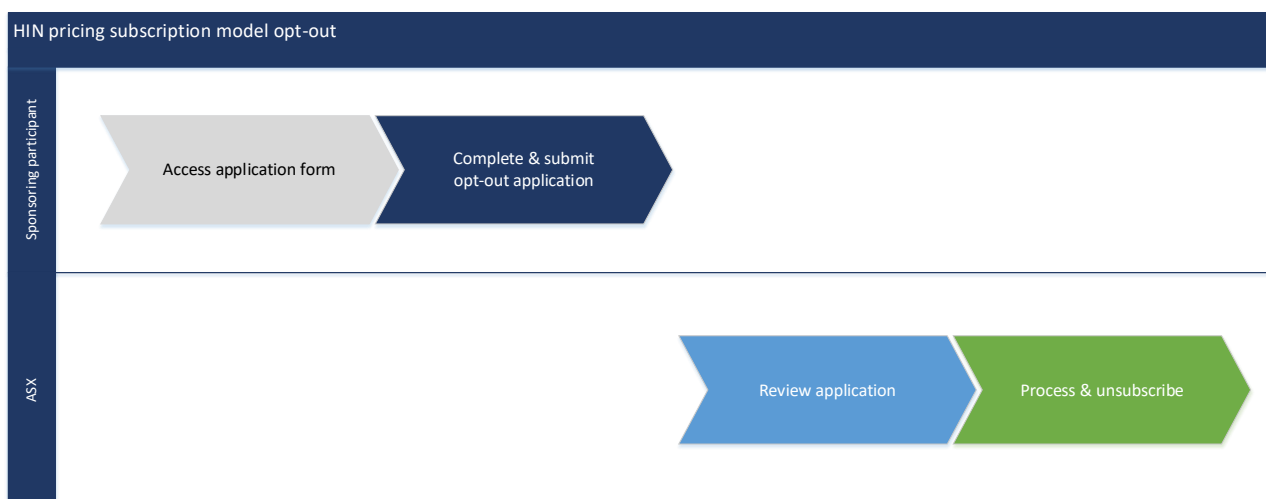 HIN pricing subscription model opt-out
Sponsoring participant
Access application form
Complete & submit
opt-out application
ASX
Review application
Process & unsubscribe